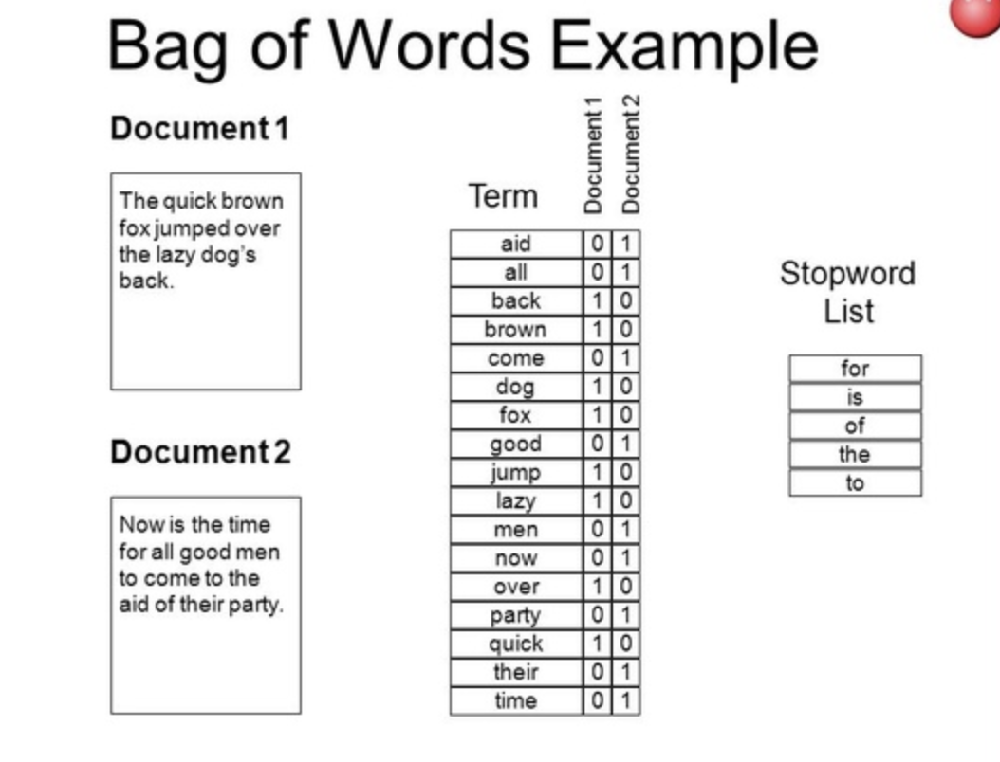 Bag of Words Example
Document 1
The quick brown
fox jumped over
the lazy dog's
back.
Document 2
Now is the time
for all good men
to come to the
aid of their party.
Term Document 1 Document 2
aid 0 1
all 0 1
back 1 0
brown 1 0
come 0 1
dog 1 0
fox 1 0
good 0 1
jump 1 0
lazy 1 0
men 0 1
now 0 1
over 1 0
party 0 1
quick 1 0
their 0 1
time 0 1
Stopword
List
for
is
of
the
to